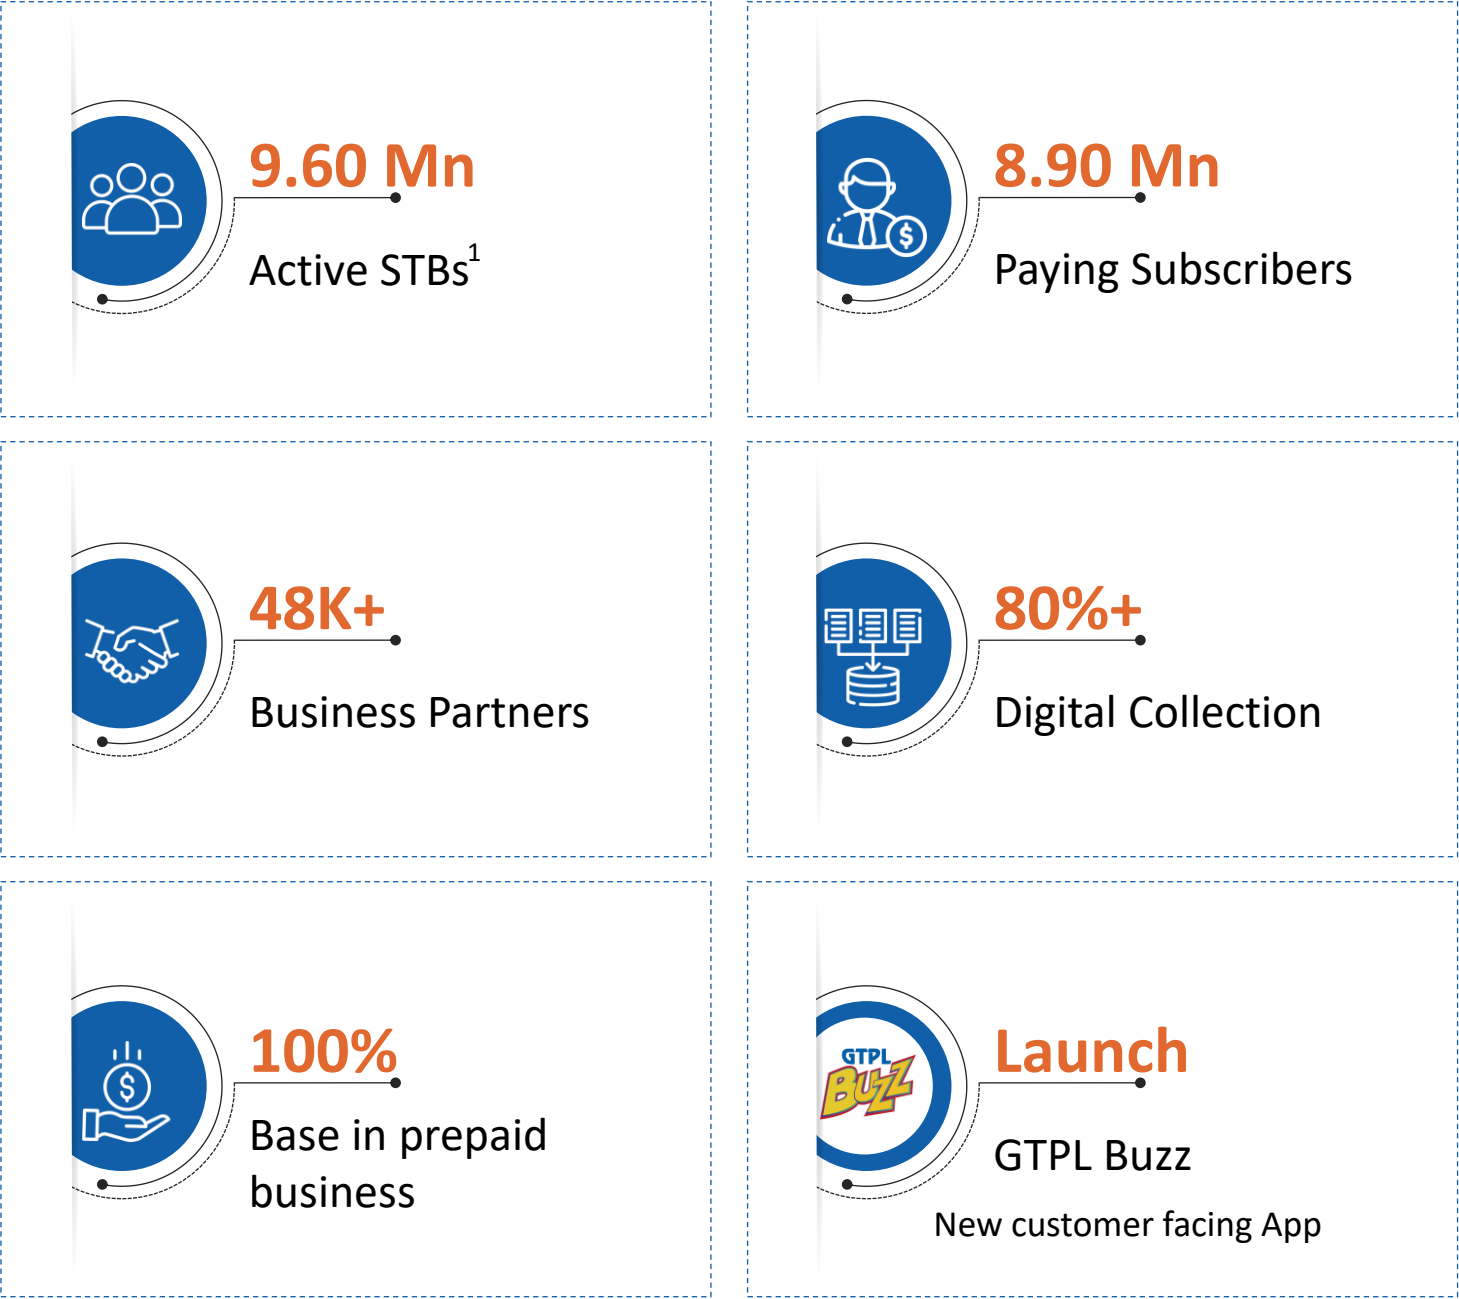 9.60 Mn
Active STBs¹
8.90 Mn
Paying Subscribers
48K+
Business Partners
80%+
Digital Collection
100%
Base in prepaid
business
GTPL
BUZZ
Launch
GTPL Buzz
New customer facing App